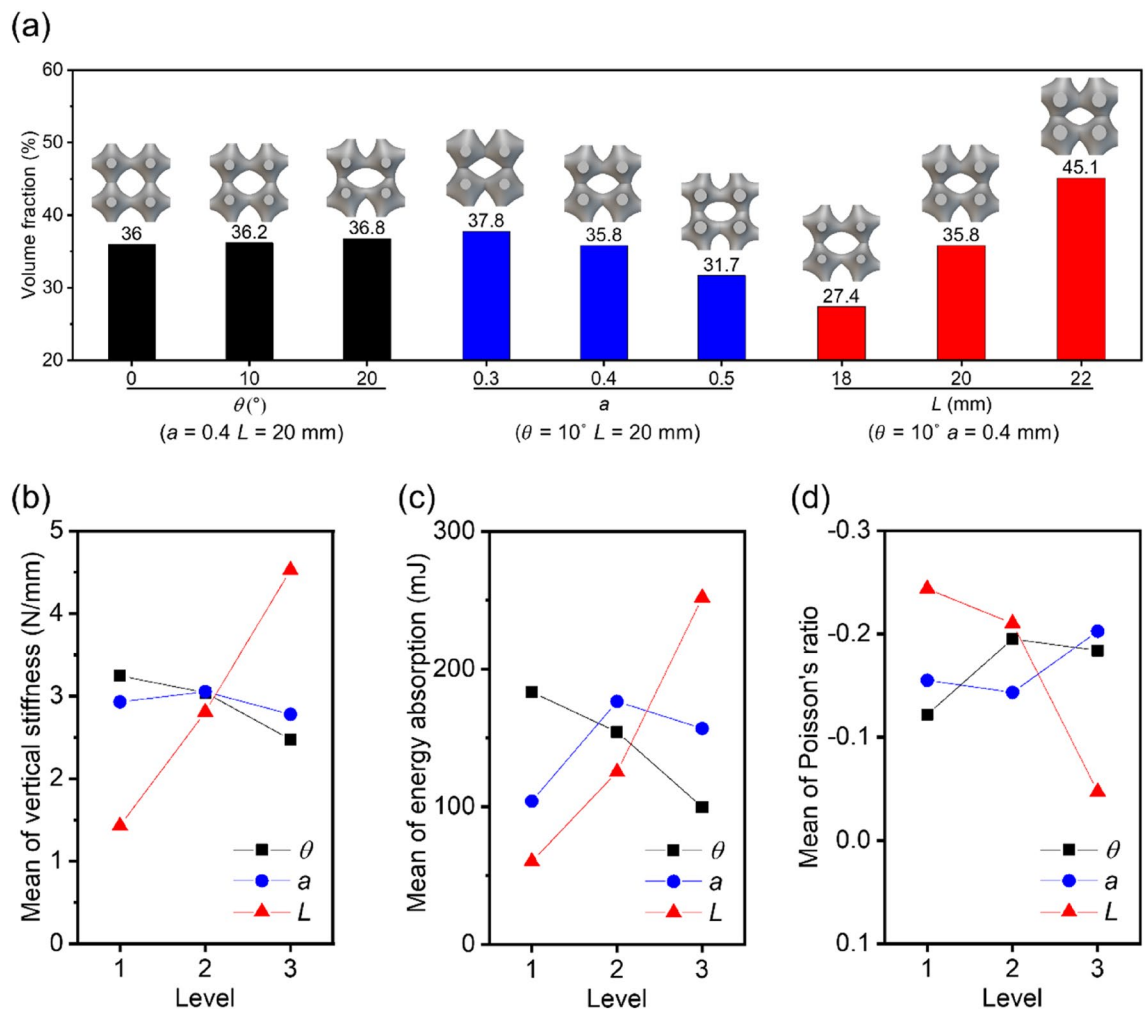 (a)
Volume fraction (%)
60
50
40
30
20
36
36.2
36.8
37.8
35.8
31.7
27.4
35.8
45.1
0
10
20
0.3
0.4
0.5
18
20
22
θ (°)
a
L (mm)
(a = 0.4 L = 20 mm)
(θ = 10° L = 20 mm)
(θ = 10° a = 0.4 mm)
(b)
Mean of vertical stiffness (N/mm)
5
4
3
2
1
0
θ
a
L
1
2
3
Level
(c)
Mean of energy absorption (mJ)
300
200
100
0
θ
a
L
1
2
3
Level
(d)
Mean of Poisson's ratio
-0.3
-0.2
-0.1
0.0
0.1
θ
a
L
1
2
3
Level